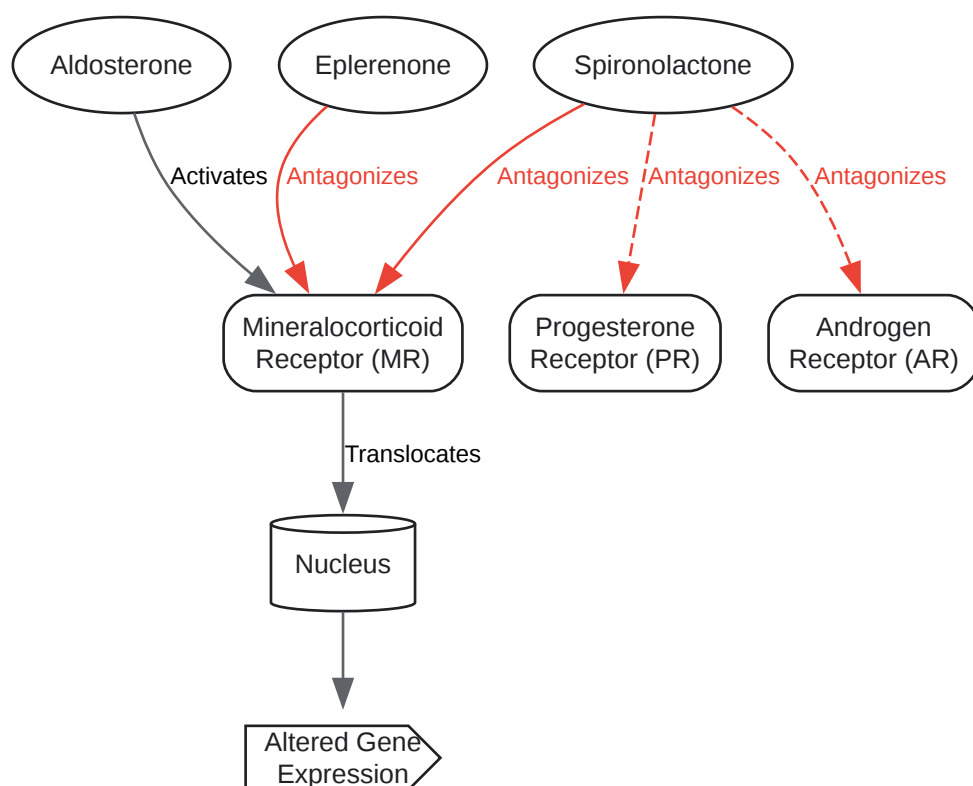 Aldosterone
Eplerenone
Spironolactone
Activates
Antagonizes
Antagonizes
Antagonizes
Antagonizes
Mineralocorticoid
Receptor (MR)
Progesterone
Receptor (PR)
Androgen
Receptor (AR)
Translocates
Nucleus
Altered Gene
Expression